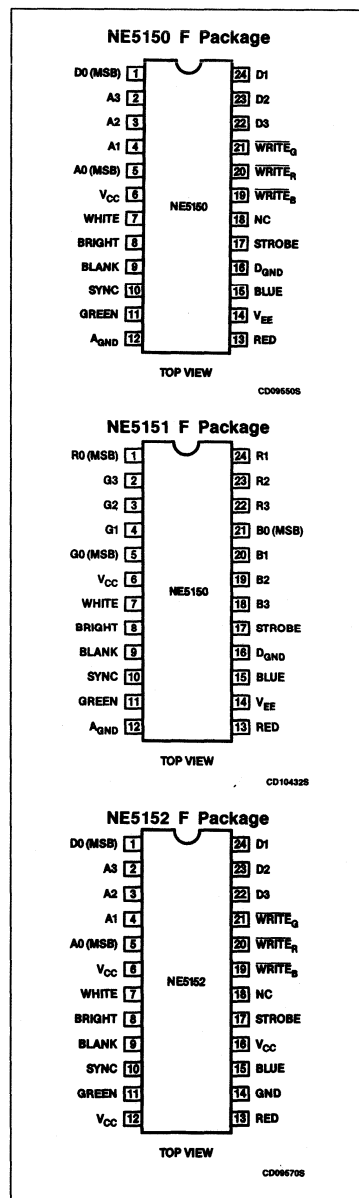 NE5150 F Package
D0 (MSB) 1 24 D1
A3 2 23 D2
A2 3 22 D3
A1 4 21 WRITEG
A0 (MSB) 5 20 WRITER
VCC 6 19 WRITEB
WHITE 7 NE5150 18 NC
BRIGHT 8 17 STROBE
BLANK 9 16 DGND
SYNC 10 15 BLUE
GREEN 11 14 VEE
AGND 12 13 RED
TOP VIEW
CD09550S
NE5151 F Package
R0 (MSB) 1 24 R1
G3 2 23 R2
G2 3 22 R3
G1 4 21 B0 (MSB)
G0 (MSB) 5 20 B1
VCC 6 19 B2
WHITE 7 NE5150 18 B3
BRIGHT 8 17 STROBE
BLANK 9 16 DGND
SYNC 10 15 BLUE
GREEN 11 14 VEE
AGND 12 13 RED
TOP VIEW
CD10432S
NE5152 F Package
D0 (MSB) 1 24 D1
A3 2 23 D2
A2 3 22 D3
A1 4 21 WRITEG
A0 (MSB) 5 20 WRITER
VCC 6 19 WRITEB
WHITE 7 NE5152 18 NC
BRIGHT 8 17 STROBE
BLANK 9 16 VCC
SYNC 10 15 BLUE
GREEN 11 14 GND
VCC 12 13 RED
TOP VIEW
CD09570S